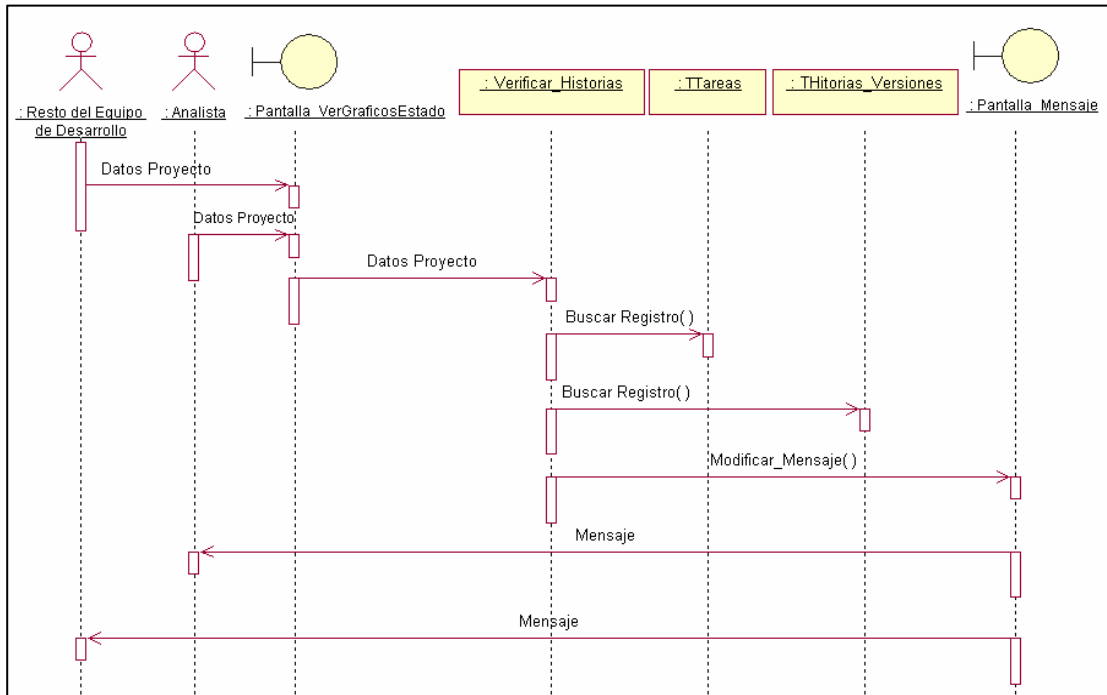 : Resto del Equipo
de Desarrollo
: Analista
: Pantalla_VerGraficosEstado
: Verificar_Historias
: TTareas
: THitorias_Versiones
: Pantalla_Mensaje
Datos Proyecto
Datos Proyecto
Datos Proyecto
Buscar Registro( )
Buscar Registro( )
Modificar_Mensaje( )
Mensaje
Mensaje